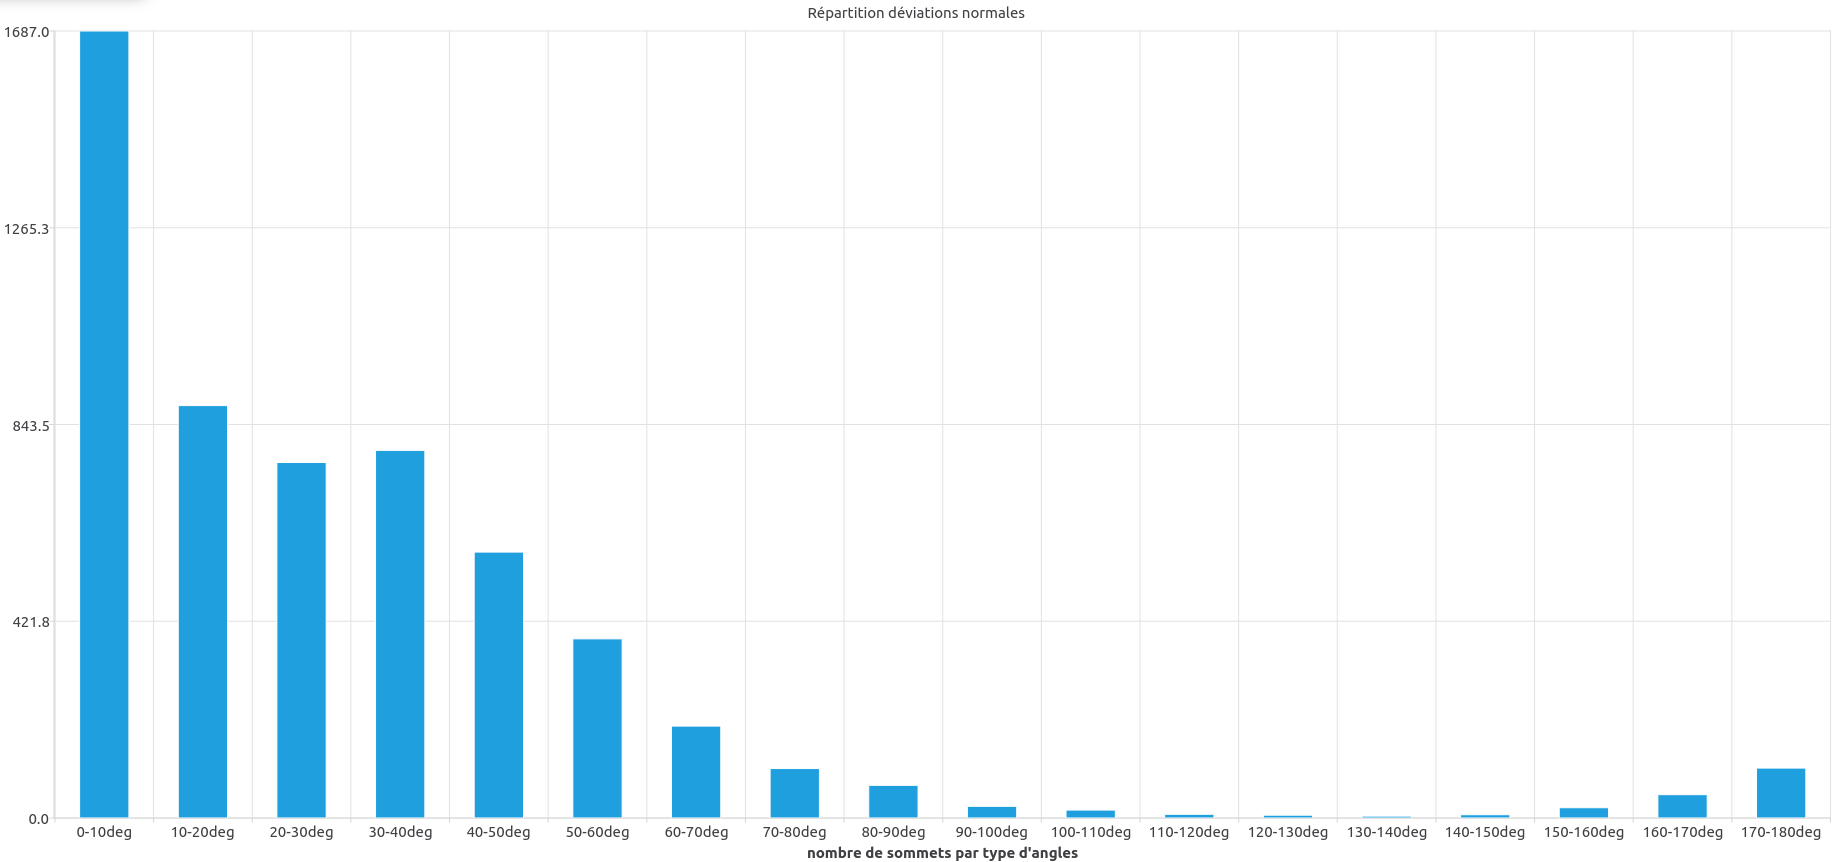 Répartition déviations normales
1687.0
1265.3
843.5
421.8
0.0
0-10deg 10-20deg 20-30deg 30-40deg 40-50deg 50-60deg 60-70deg 70-80deg 80-90deg 90-100deg 100-110deg 110-120deg 120-130deg 130-140deg 140-150deg 150-160deg 160-170deg 170-180deg
nombre de sommets par type d'angles